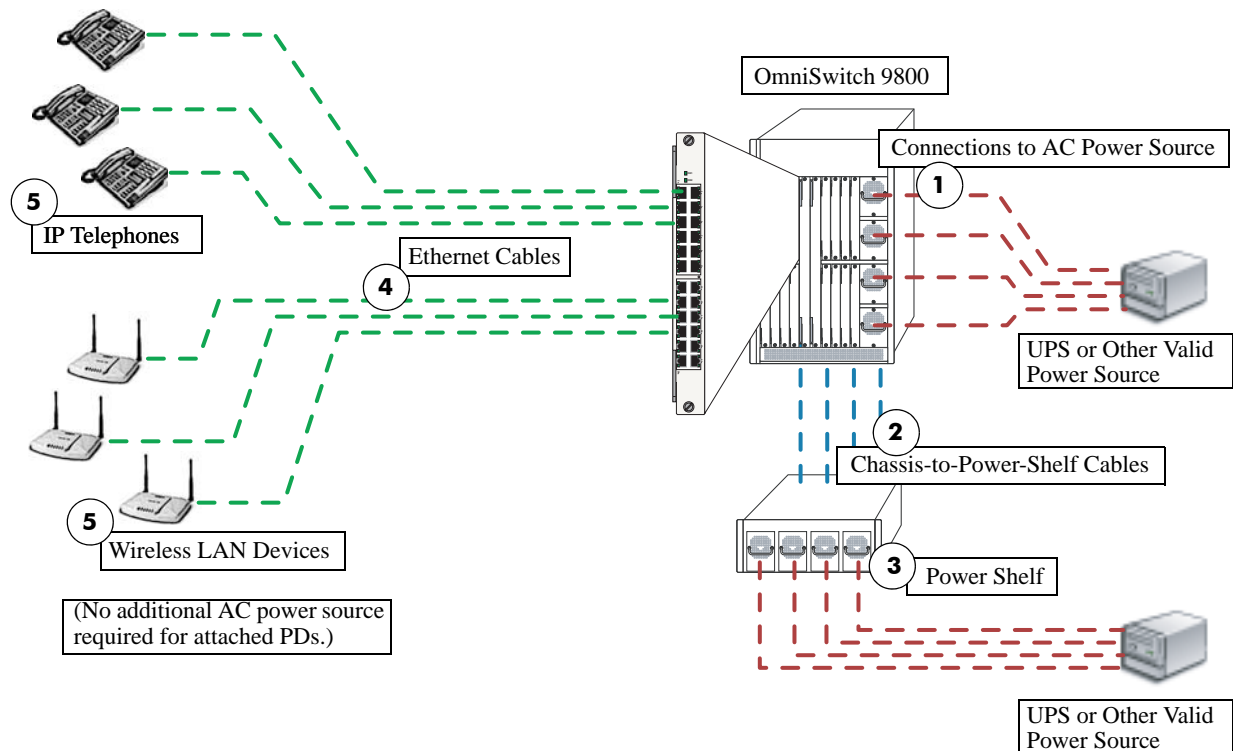 OmniSwitch 9800
Connections to AC Power Source
1
5
IP Telephones
Ethernet Cables
4
UPS or Other Valid
Power Source
2
Chassis-to-Power-Shelf Cables
5
Wireless LAN Devices
3
Power Shelf
(No additional AC power source
required for attached PDs.)
UPS or Other Valid
Power Source